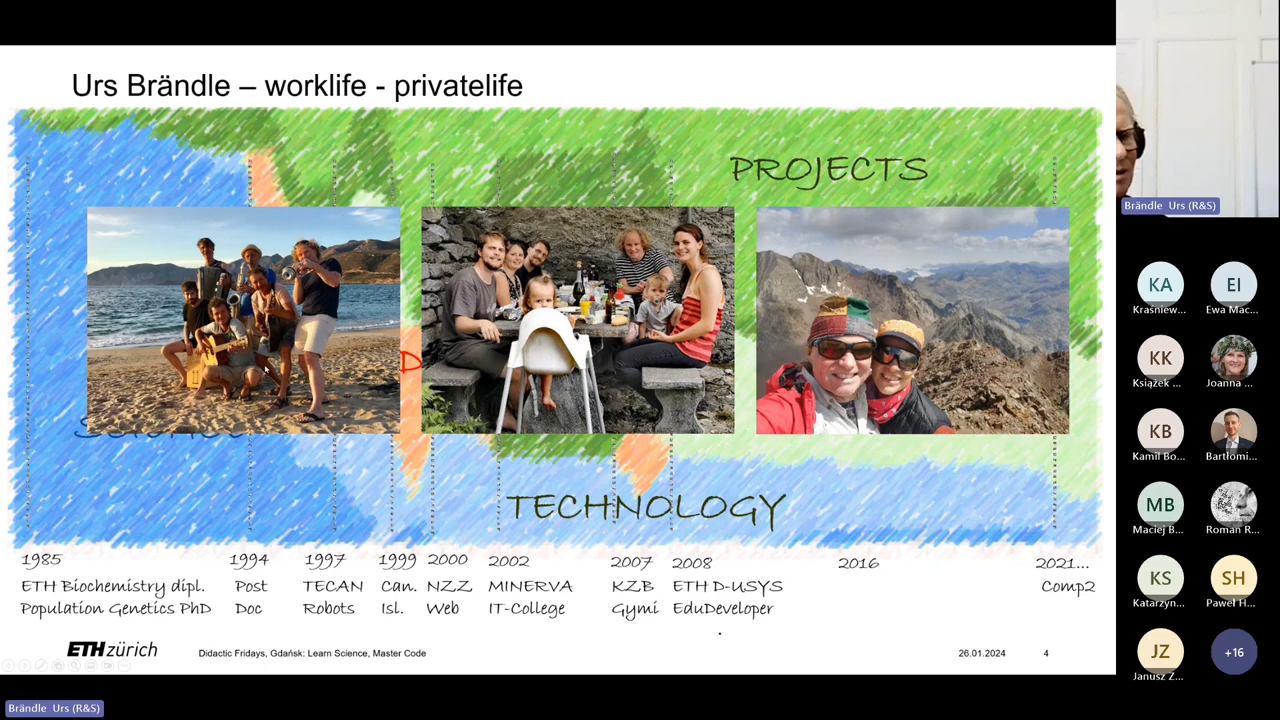 Urs Brändle – worklife - privatelife
PROJECTS
D
TECHNOLOGY
1985
ETH Biochemistry dipl.
Population Genetics PhD
1994
Post
Doc
1997
TECAN
Robots
1999
Can.
Isl.
2000
NZZ
Web
2002
MINERVA
IT-College
2007
KZB
Gymi
2008
ETH D-USYS
EduDeveloper
2016
2021...
Comp2
ETH zürich
Didactic Fridays, Gdańsk: Learn Science, Master Code
26.01.2024
4
Brändle Urs (R&S)
Brändle Urs (R&S)
KA
Kraśniew...
EI
Ewa Mac...
KK
Książek ...
Joanna ...
KB
Kamil Bo...
Bartłomi...
MB
Maciej B...
Roman R...
KS
Katarzyn...
SH
Paweł H...
JZ
Janusz Z...
+16